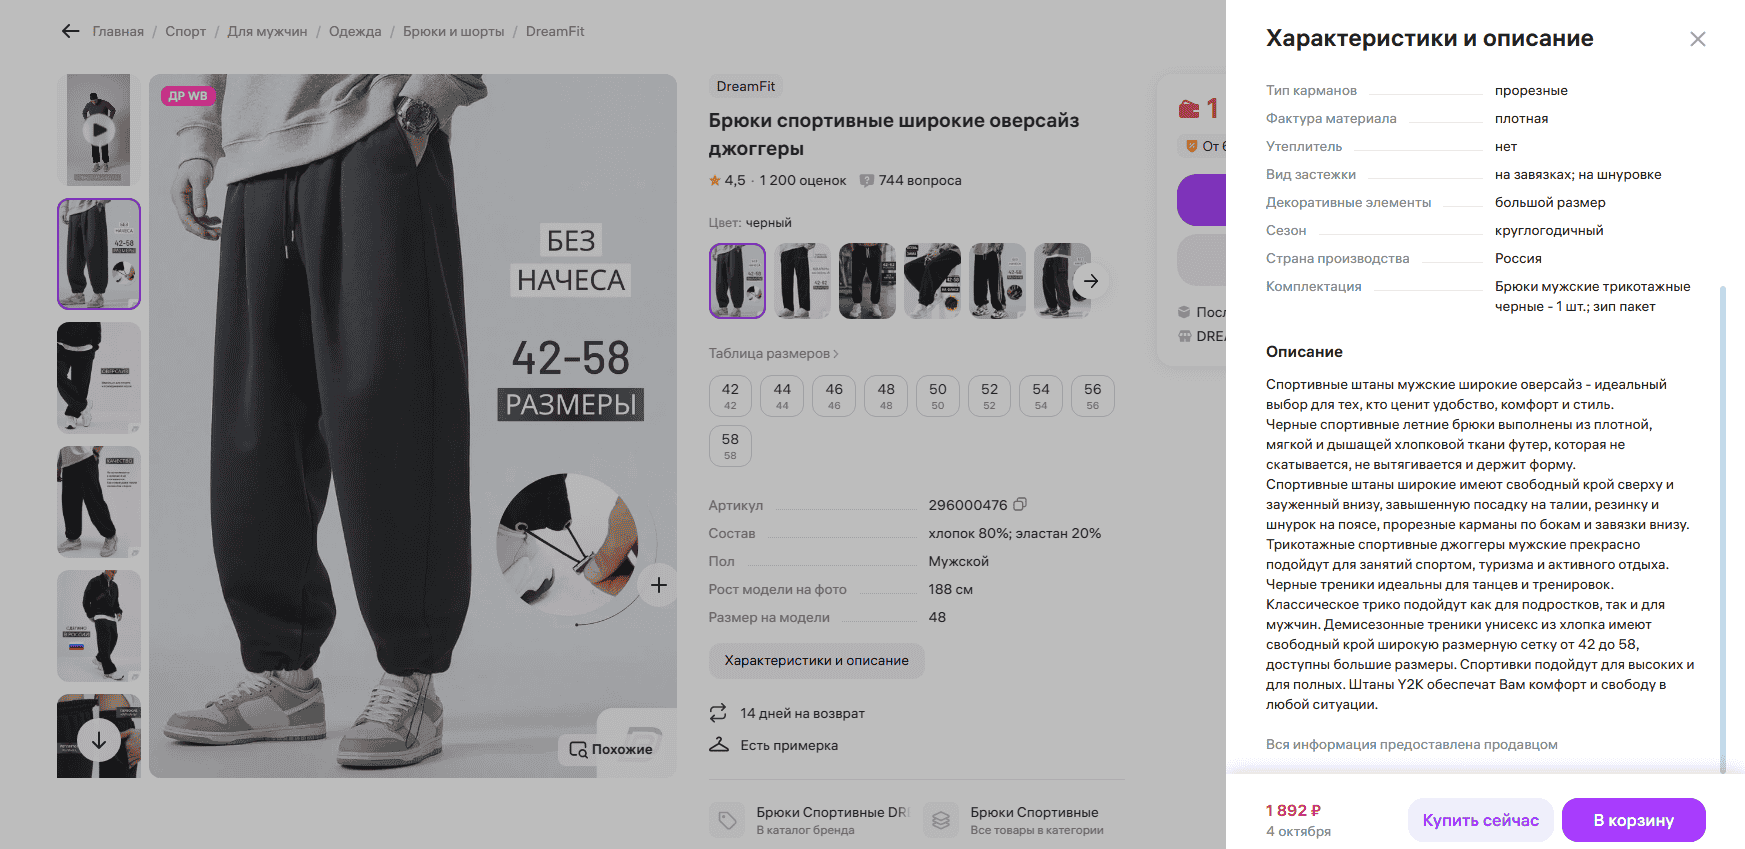 Главная / Спорт / Для мужчин / Одежда / Брюки и шорты / DreamFit
ДР WB
БЕЗ
НАЧЕСА
42-58
РАЗМЕРЫ
Похожие
DreamFit
Брюки спортивные широкие оверсайз
джоггеры
4,5 · 1 200 оценок 744 вопроса
Цвет: черный
Таблица размеров
42 44 46 48 50 52 54 56
42 44 46 48 50 52 54 56
58
58
Артикул 296000476
Состав хлопок 80%; эластан 20%
Пол Мужской
Рост модели на фото 188 см
Размер на модели 48
Характеристики и описание
14 дней на возврат
Есть примерка
Брюки Спортивные DR
В каталог бренда
Брюки Спортивные
Все товары в категории
1
От 6
Посл
DREA
Характеристики и описание
Тип карманов прорезные
Фактура материала плотная
Утеплитель нет
Вид застежки на завязках; на шнуровке
Декоративные элементы большой размер
Сезон круглогодичный
Страна производства Россия
Комплектация Брюки мужские трикотажные
черные - 1 шт.; зип пакет
Описание
Спортивные штаны мужские широкие оверсайз - идеальный
выбор для тех, кто ценит удобство, комфорт и стиль.
Черные спортивные летние брюки выполнены из плотной,
мягкой и дышащей хлопковой ткани футер, которая не
скатывается, не вытягивается и держит форму.
Спортивные штаны широкие имеют свободный крой сверху и
зауженный внизу, завышенную посадку на талии, резинку и
шнурок на поясе, прорезные карманы по бокам и завязки внизу.
Трикотажные спортивные джоггеры мужские прекрасно
подойдут для занятий спортом, туризма и активного отдыха.
Черные треники идеальны для танцев и тренировок.
Классическое трико подойдут как для подростков, так и для
мужчин. Демисезонные треники унисекс из хлопка имеют
свободный крой широкую размерную сетку от 42 до 58,
доступны большие размеры. Спортивки подойдут для высоких и
для полных. Штаны Y2K обеспечат Вам комфорт и свободу в
любой ситуации.
Вся информация предоставлена продавцом
1 892 ₽
4 октября
Купить сейчас
В корзину